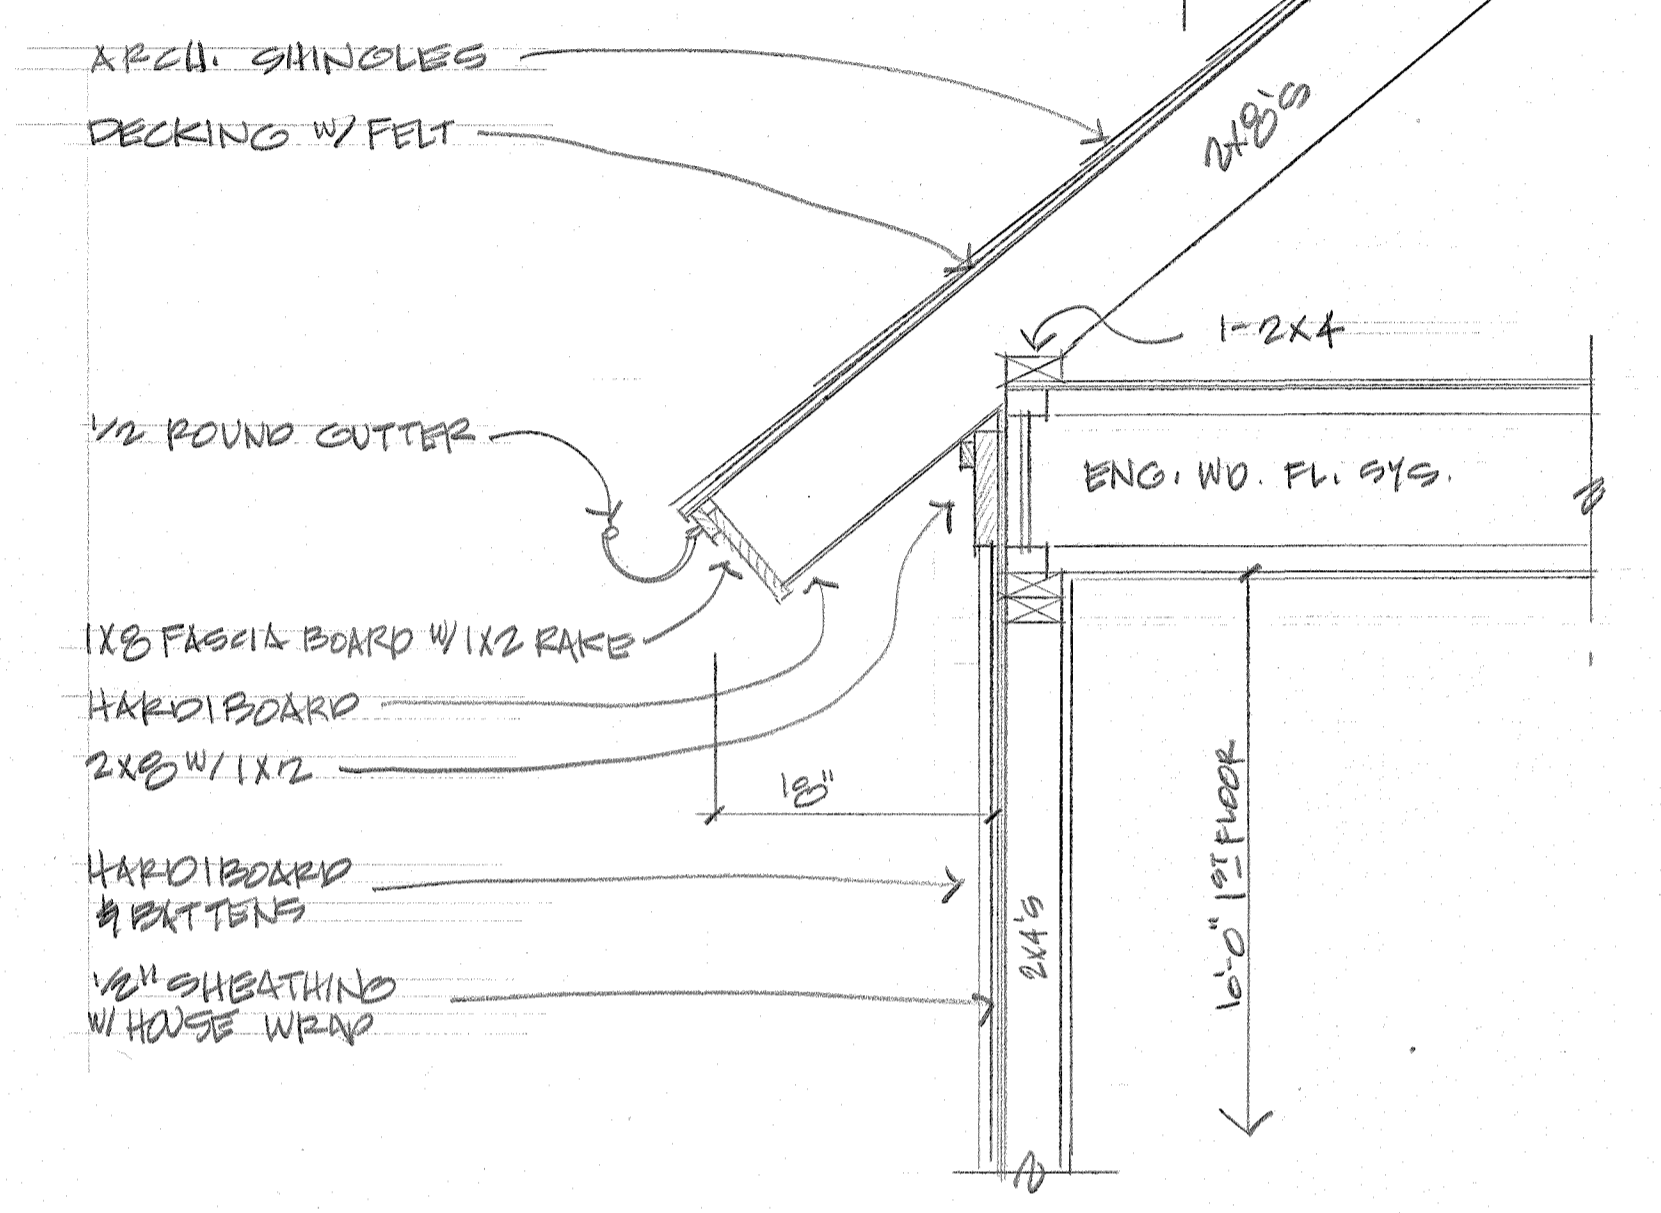 ARCH. SHINGLES
DECKING W/ FELT
2X8'S
1-2X4
1/2 ROUND GUTTER
ENG. WD. FL. SYS.
1X8 FASCIA BOARD W/ 1X2 RAKE
HARDIBOARD
2X8 W/ 1X2
18"
HARDIBOARD
& BATTENS
1/2" SHEATHING
W/ HOUSE WRAP
2X4'S
10'-0" 1ST FLOOR